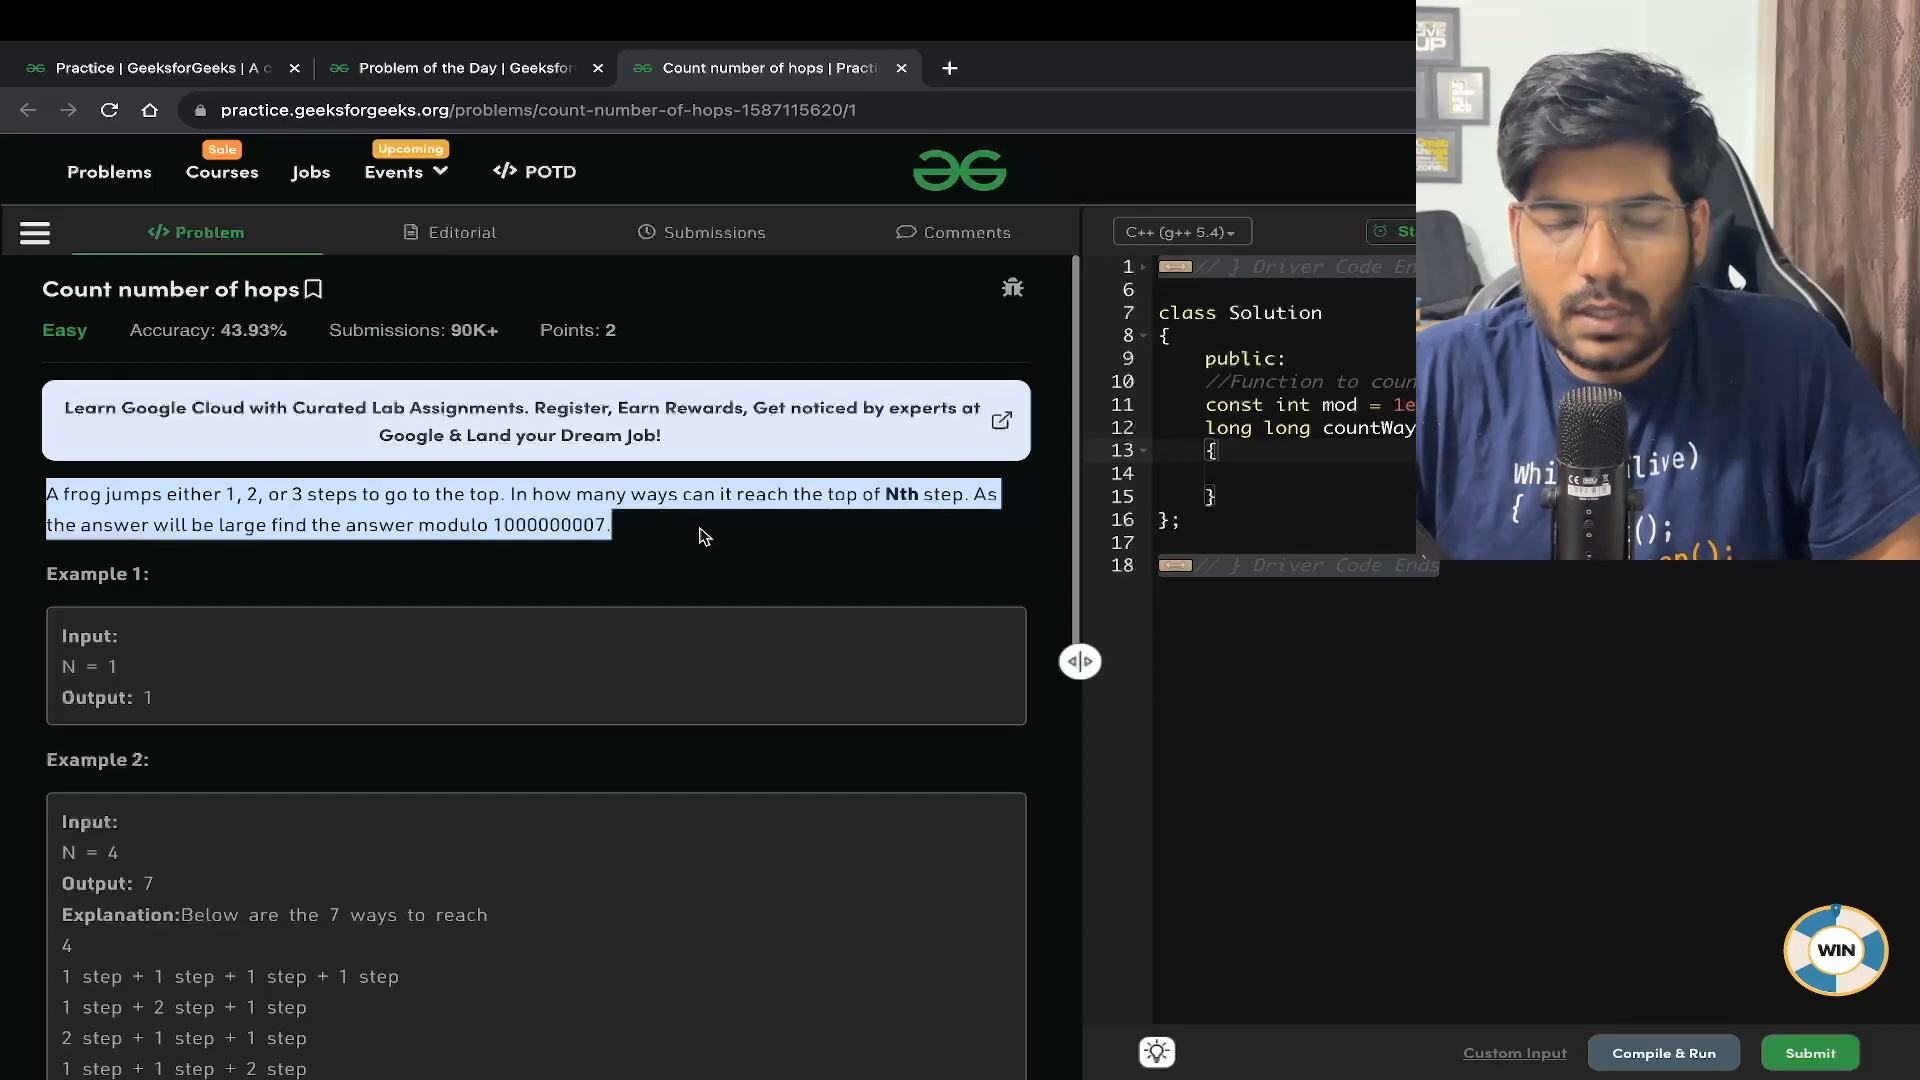 Practice | GeeksforGeeks | A c
Problem of the Day | Geeksfor
Count number of hops | Practi
practice.geeksforgeeks.org/problems/count-number-of-hops-1587115620/1
Sale
Upcoming
Problems
Courses
Jobs
Events
</> POTD
</> Problem
Editorial
Submissions
Comments
C++ (g++ 5.4)
St
Count number of hops
Easy
Accuracy: 43.93%
Submissions: 90K+
Points: 2
Learn Google Cloud with Curated Lab Assignments. Register, Earn Rewards, Get noticed by experts at
Google & Land your Dream Job!
A frog jumps either 1, 2, or 3 steps to go to the top. In how many ways can it reach the top of Nth step. As
the answer will be large find the answer modulo 1000000007.
Example 1:
Input:
N = 1
Output: 1
Example 2:
Input:
N = 4
Output: 7
Explanation:Below are the 7 ways to reach
4
1 step + 1 step + 1 step + 1 step
1 step + 2 step + 1 step
2 step + 1 step + 1 step
1 step + 1 step + 2 step
1 // } Driver Code En
6
7 class Solution
8 {
9 public:
10 //Function to coun
11 const int mod = 1e
12 long long countWay
13 {
14
15 }
16 };
17
18 // } Driver Code Ends
WIN
Custom Input
Compile & Run
Submit